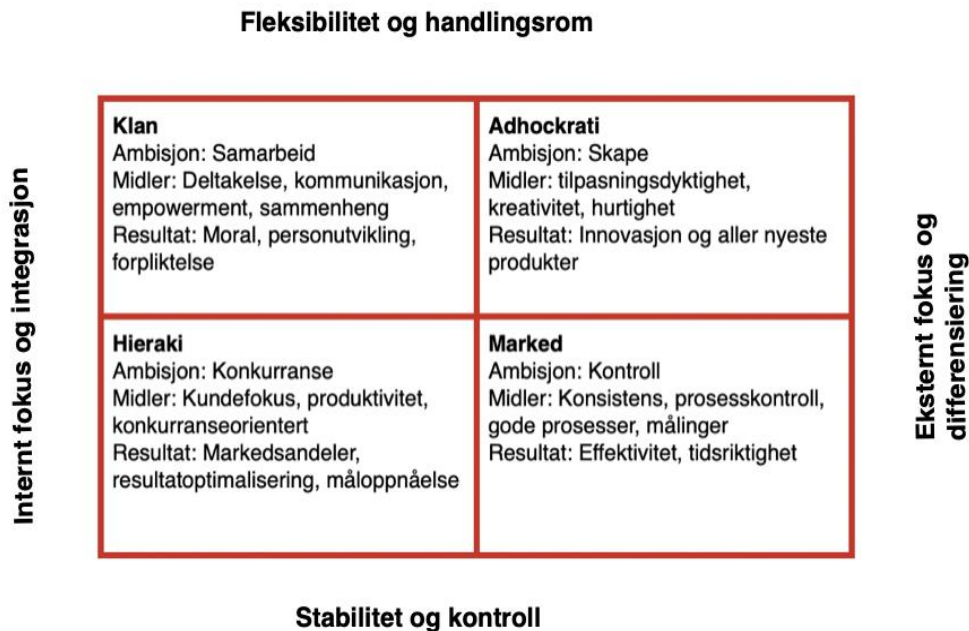 Fleksibilitet og handlingsrom
Internt fokus og integrasjon
Klan
Ambisjon: Samarbeid
Midler: Deltakelse, kommunikasjon,
empowerment, sammenheng
Resultat: Moral, personutvikling,
forpliktelse
Adhockrati
Ambisjon: Skape
Midler: tilpasningsdyktighet,
kreativitet, hurtighet
Resultat: Innovasjon og aller nyeste
produkter
Hieraki
Ambisjon: Konkurranse
Midler: Kundefokus, produktivitet,
konkurranseorientert
Resultat: Markedsandeler,
resultatoptimalisering, måloppnåelse
Marked
Ambisjon: Kontroll
Midler: Konsistens, prosesskontroll,
gode prosesser, målinger
Resultat: Effektivitet, tidsriktighet
Eksternt fokus og
differensiering
Stabilitet og kontroll